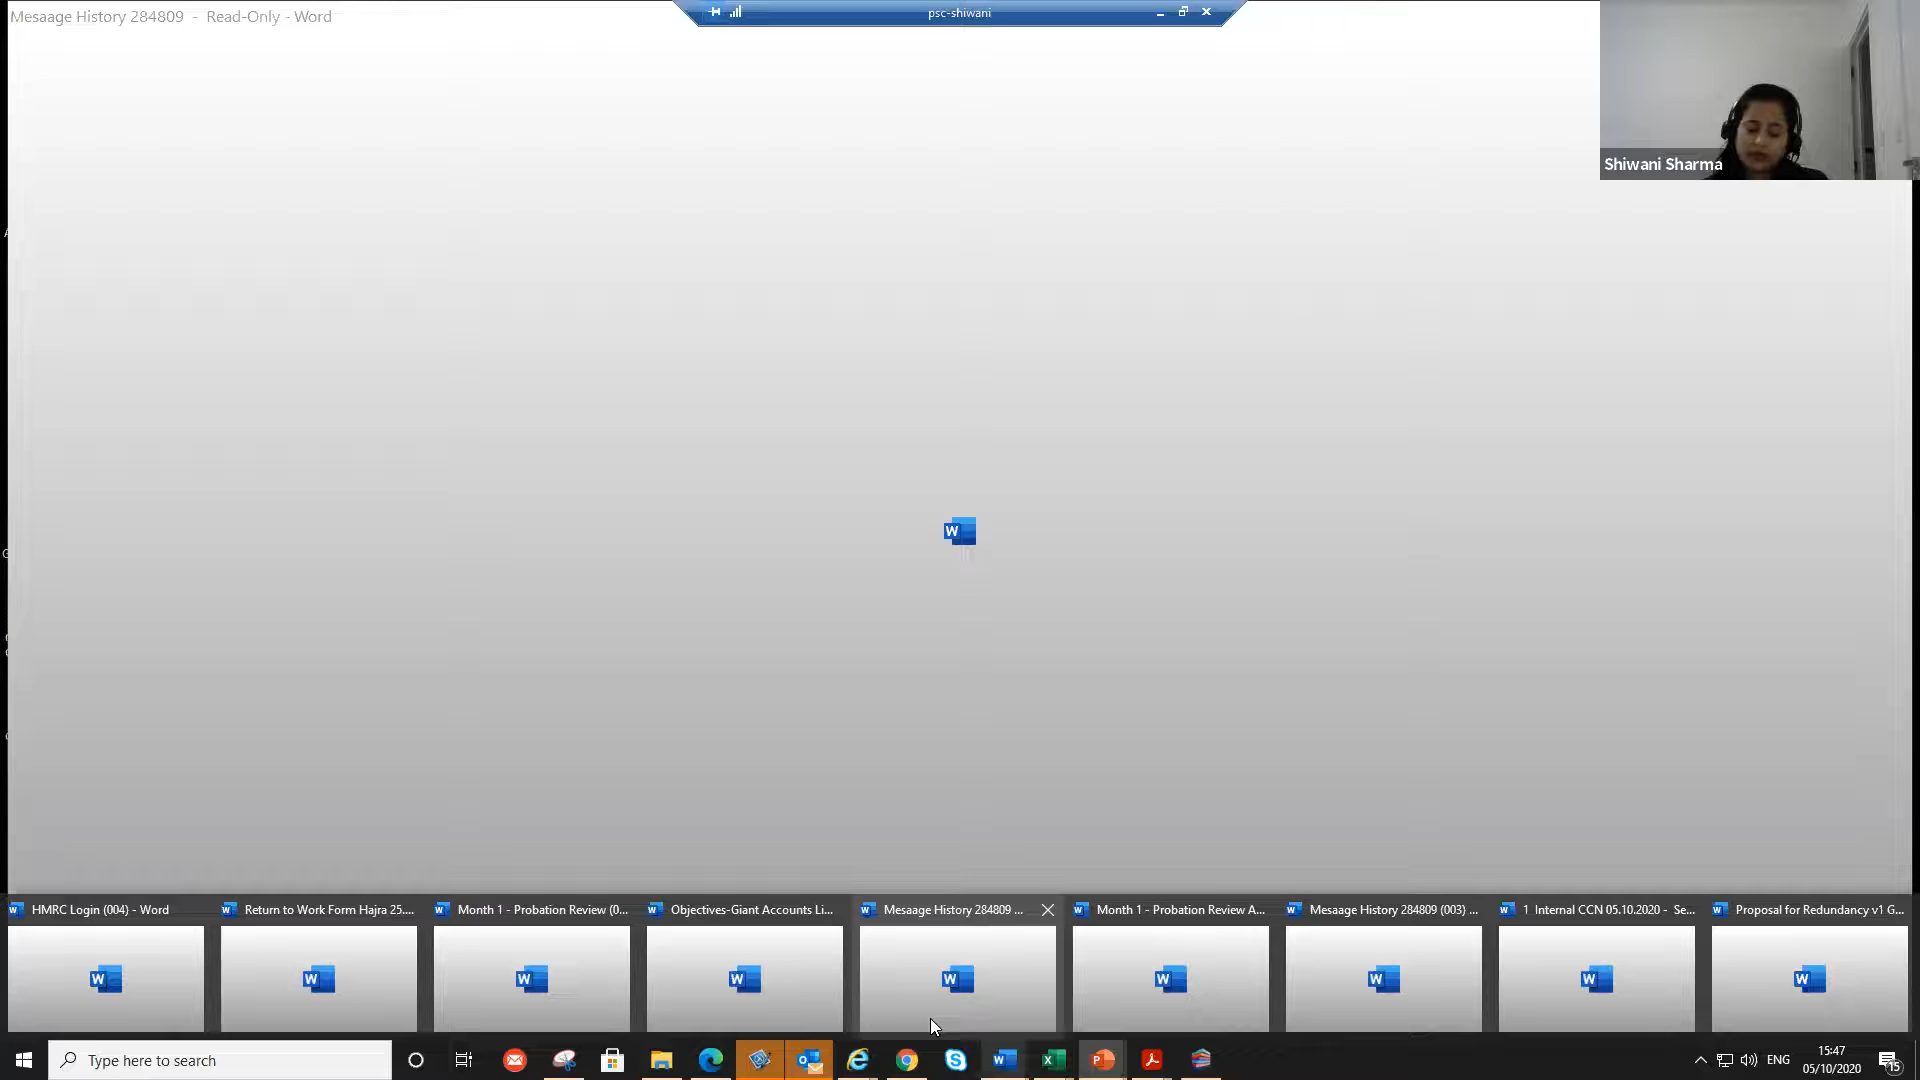 Mesaage History 284809 - Read-Only - Word
psc-shiwani
Shiwani Sharma
HMRC Login (004) - Word
Return to Work Form Hajra 25....
Month 1 - Probation Review (0...
Objectives-Giant Accounts Li...
Mesaage History 284809 ...
Month 1 - Probation Review A...
Mesaage History 284809 (003) ...
1 Internal CCN 05.10.2020 - Se...
Proposal for Redundancy v1 G...
Type here to search
ENG
15:47
05/10/2020
15